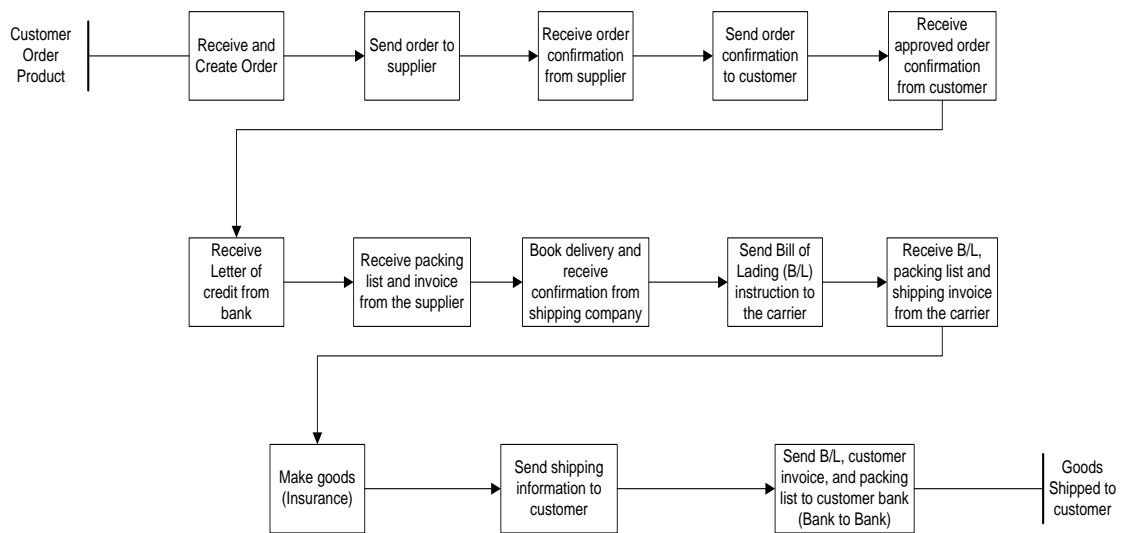 Customer
Order
Product
Receive and
Create Order
Send order to
supplier
Receive order
confirmation
from supplier
Send order
confirmation
to customer
Receive
approved order
confirmation
from customer
Receive
Letter of
credit from
bank
Receive packing
list and invoice
from the supplier
Book delivery and
receive
confirmation from
shipping company
Send Bill of
Lading (B/L)
instruction to
the carrier
Receive B/L,
packing list and
shipping invoice
from the carrier
Make goods
(Insurance)
Send shipping
information to
customer
Send B/L, customer
invoice, and packing
list to customer bank
(Bank to Bank)
Goods
Shipped to
customer